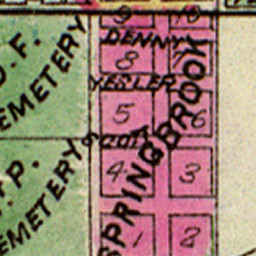 9 10
DENNY
8 7
YESLER
5 6
SCOTT
4 3
1 2
SPRINGBROOK
O.F.
CEMETERY
P.
CEMETERY